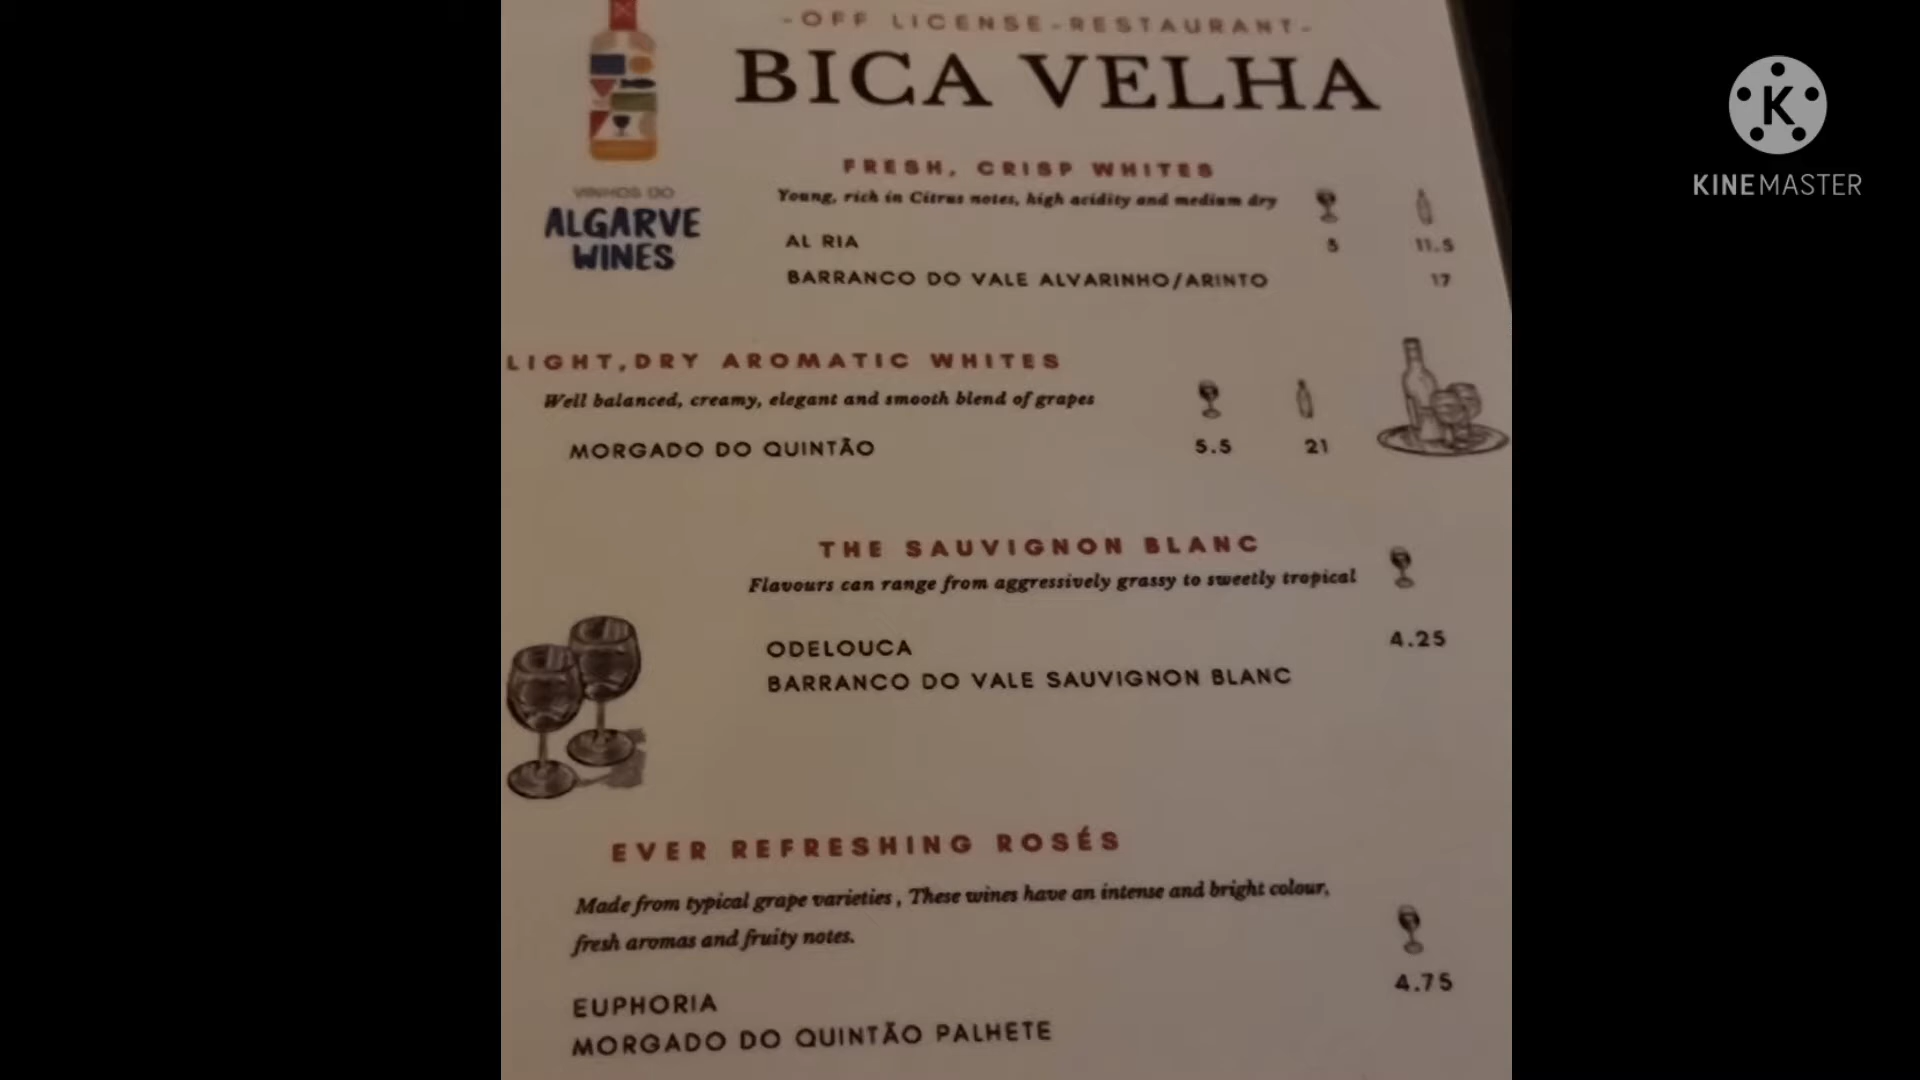 -OFF LICENSE-RESTAURANT-
BICA VELHA
VINHOS DO
ALGARVE
WINES
FRESH, CRISP WHITES
Young, rich in Citrus notes, high acidity and medium dry
AL RIA 5 11.5
BARRANCO DO VALE ALVARINHO/ARINTO 17
LIGHT,DRY AROMATIC WHITES
Well balanced, creamy, elegant and smooth blend of grapes
MORGADO DO QUINTÃO 5.5 21
THE SAUVIGNON BLANC
Flavours can range from aggressively grassy to sweetly tropical
ODELOUCA 4.25
BARRANCO DO VALE SAUVIGNON BLANC
EVER REFRESHING ROSÉS
Made from typical grape varieties , These wines have an intense and bright colour,
fresh aromas and fruity notes.
EUPHORIA 4.75
MORGADO DO QUINTÃO PALHETE
K
KINEMASTER